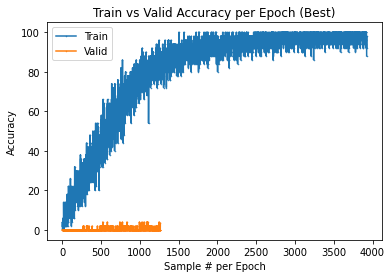 Train vs Valid Accuracy per Epoch (Best)
Train
Valid
100
80
60
40
20
0
Accuracy
0 500 1000 1500 2000 2500 3000 3500 4000
Sample # per Epoch